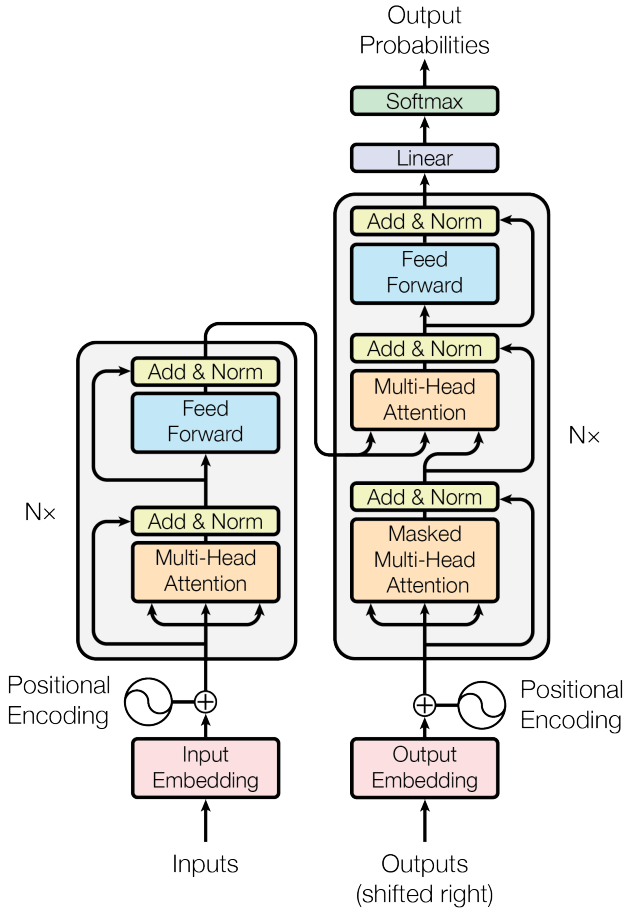 Output
Probabilities
Softmax
Linear
Add & Norm
Feed
Forward
Add & Norm
Multi-Head
Attention
Add & Norm
Masked
Multi-Head
Attention
N×
Add & Norm
Feed
Forward
Add & Norm
Multi-Head
Attention
N×
Positional
Encoding
Positional
Encoding
Input
Embedding
Output
Embedding
Inputs
Outputs
(shifted right)